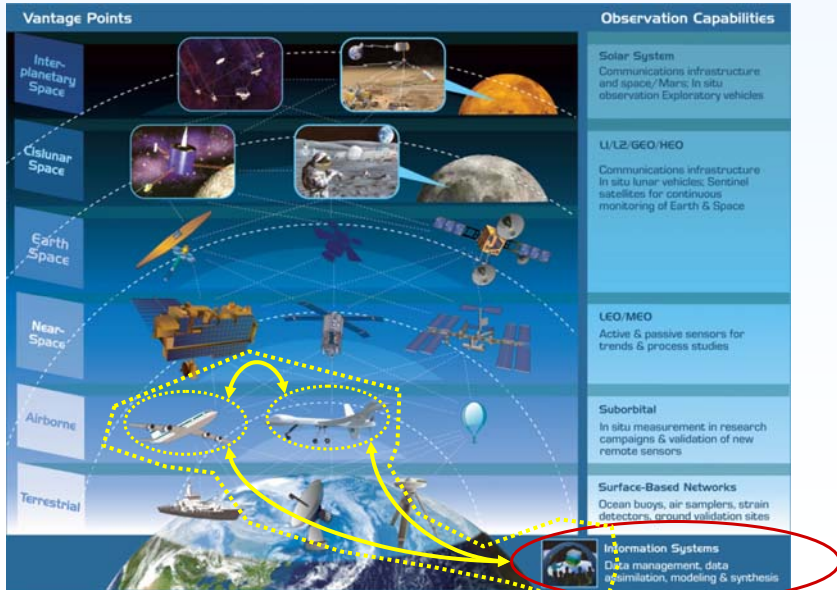 Vantage Points
Observation Capabilities
Inter-
planetary
Space
Solar System
Communications infrastructure
and space/Mars; In situ
observation Exploratory vehicles
Cislunar
Space
L1/L2/GEO/HEO
Communications infrastructure
In situ lunar vehicles; Sentinel
satellites for continuous
monitoring of Earth & Space
Earth
Space
Near-
Space
LEO/MEO
Active & passive sensors for
trends & process studies
Airborne
Suborbital
In situ measurement in research
campaigns & validation of new
remote sensors
Terrestrial
Surface-Based Networks
Ocean buoys, air samplers, strain
detectors, ground validation sites
Information Systems
Data management, data
assimilation, modeling & synthesis